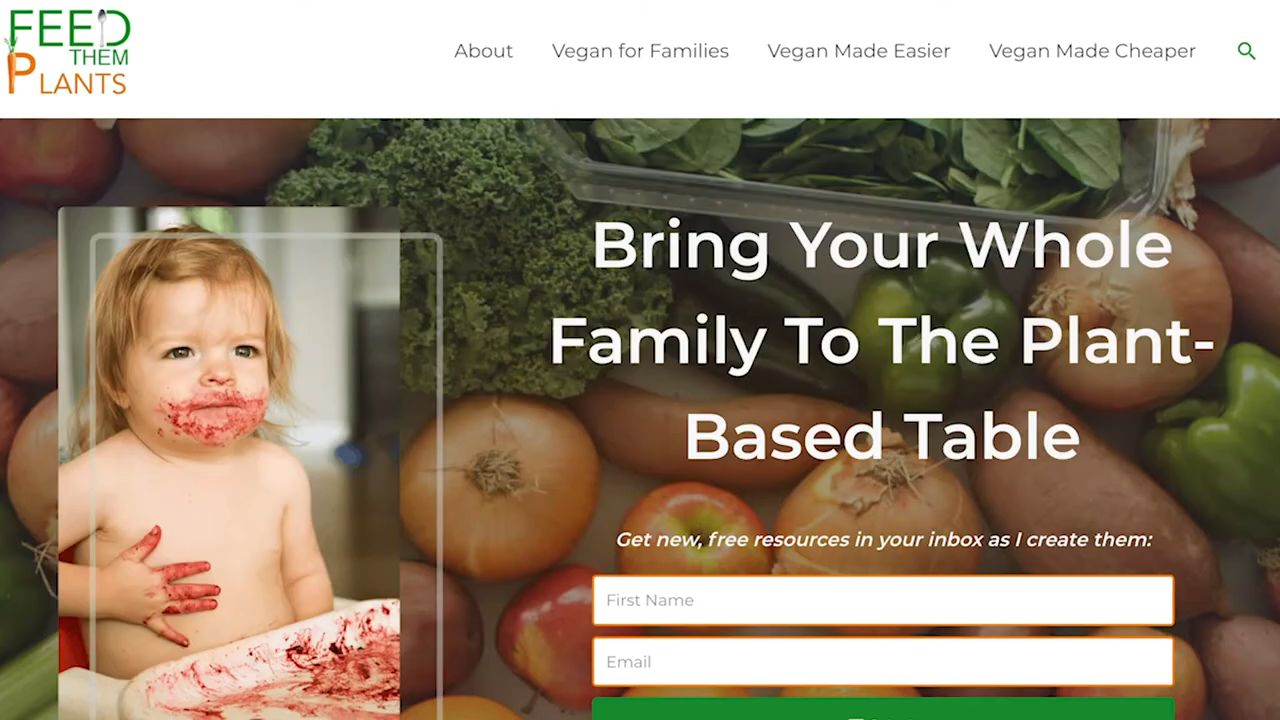 FEED
THEM
PLANTS
About
Vegan for Families
Vegan Made Easier
Vegan Made Cheaper
Bring Your Whole
Family To The Plant-
Based Table
Get new, free resources in your inbox as I create them:
First Name
Email